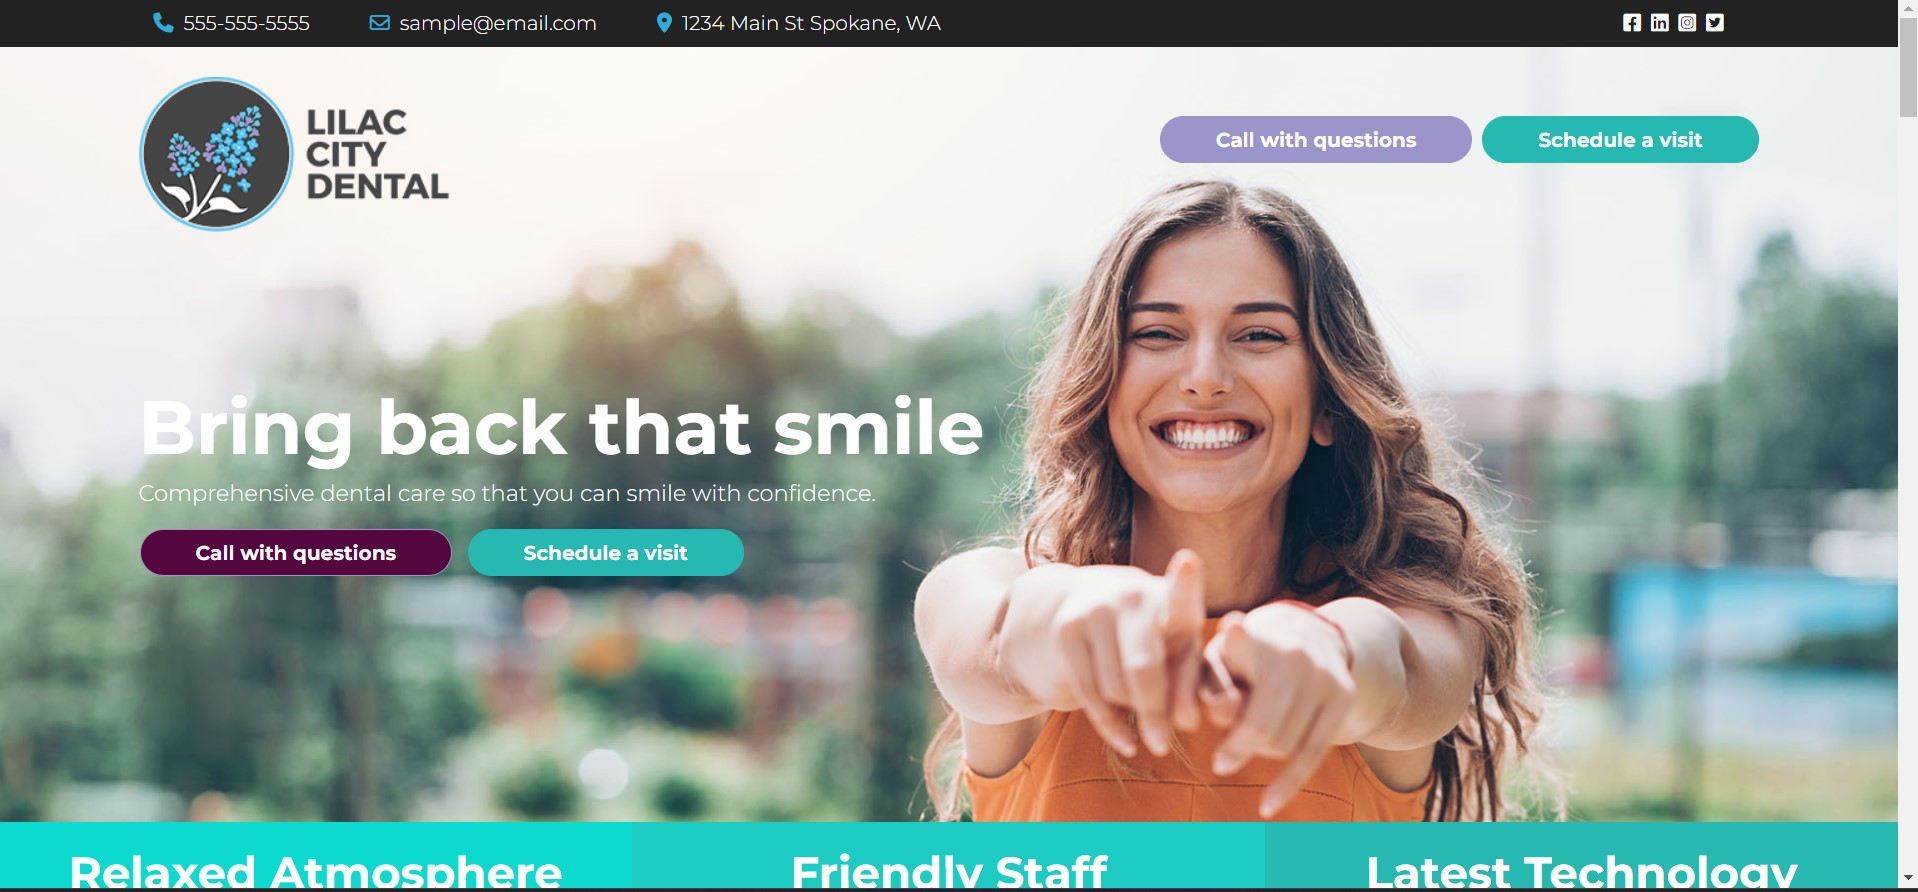 555-555-5555
sample@email.com
1234 Main St Spokane, WA
LILAC
CITY
DENTAL
Call with questions
Schedule a visit
Bring back that smile
Comprehensive dental care so that you can smile with confidence.
Call with questions
Schedule a visit
Relaxed Atmosphere
Friendly Staff
Latest Technology